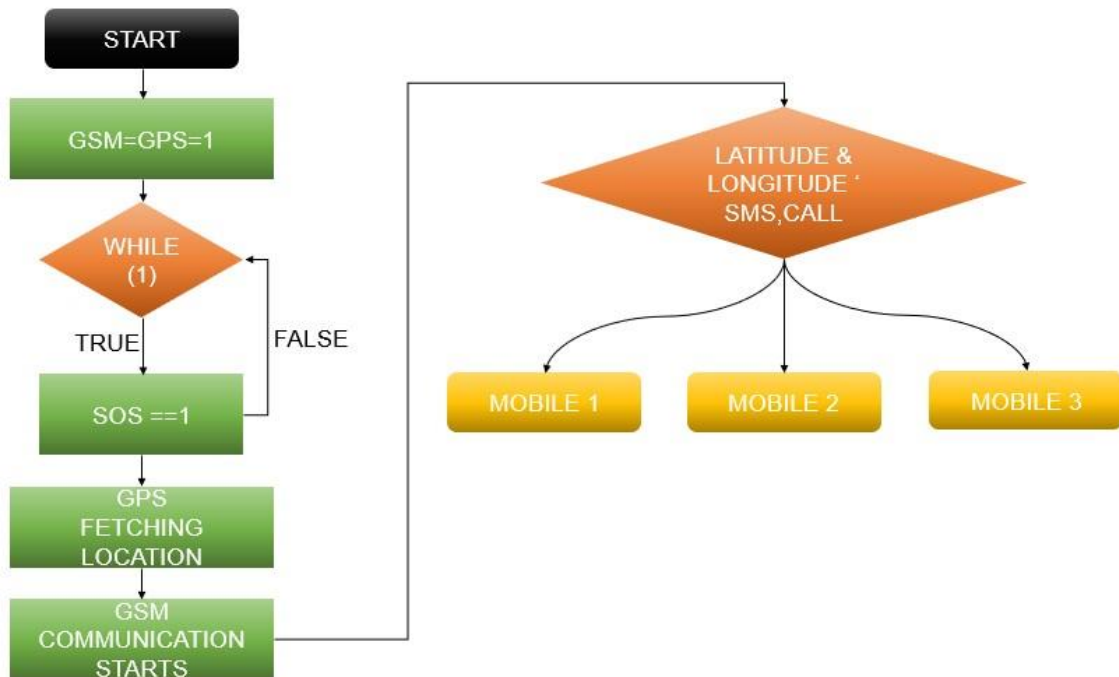 START
GSM=GPS=1
WHILE
(1)
TRUE
FALSE
SOS ==1
GPS
FETCHING
LOCATION
GSM
COMMUNICATION
STARTS
LATITUDE &
LONGITUDE ‘
SMS,CALL
MOBILE 1
MOBILE 2
MOBILE 3